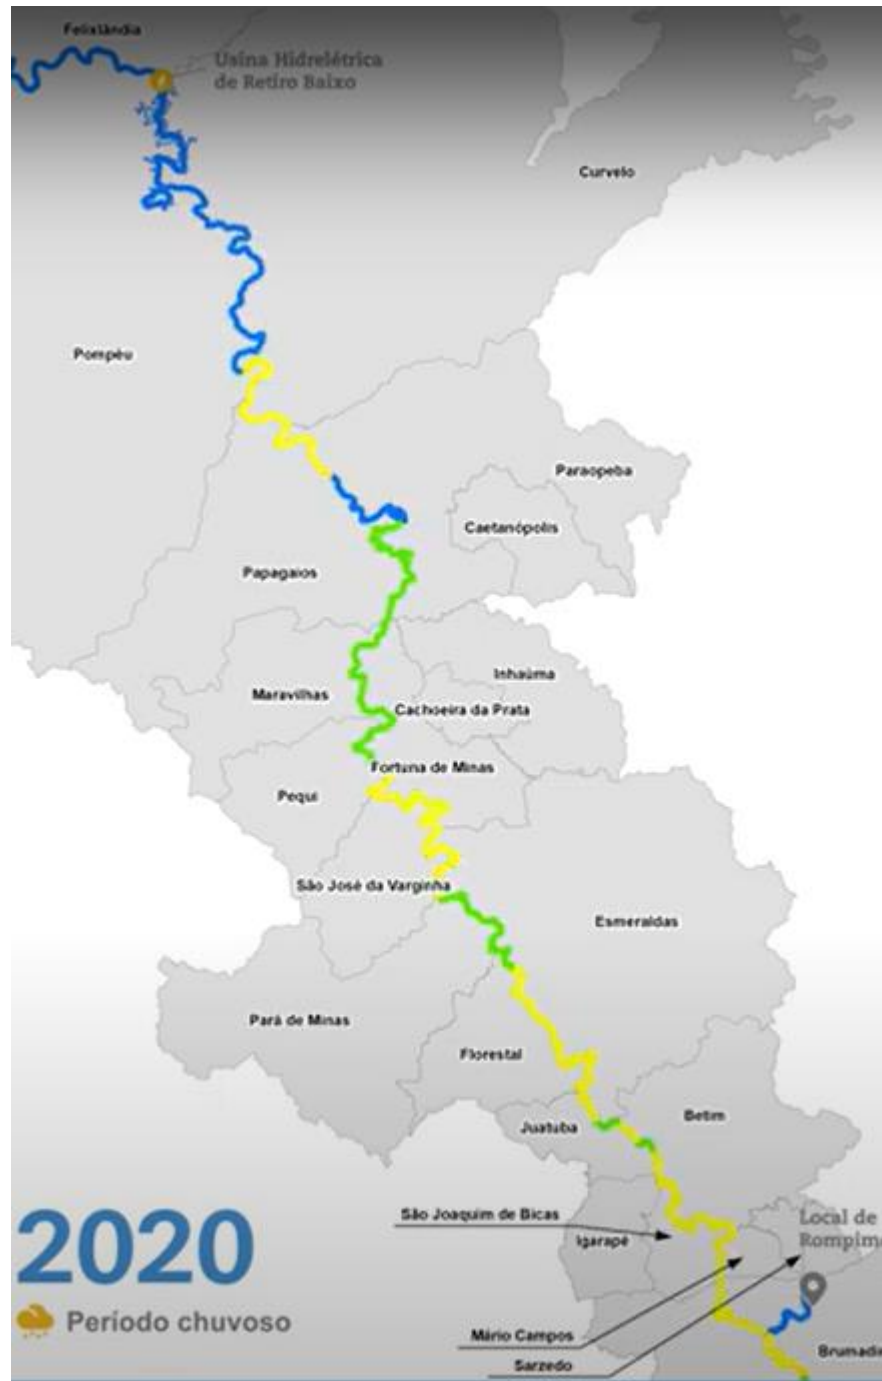 Felixlândia
Usina Hidrelétrica
de Retiro Baixo
Curvelo
Pompéu
Paraopeba
Caetanópolis
Papagaios
Inhaúma
Maravilhas
Cachoeira da Prata
Fortuna de Minas
Pequi
São José da Varginha
Esmeraldas
Pará de Minas
Florestal
Betim
Juatuba
São Joaquim de Bicas
Igarapé
Local de
Rompim
2020
Período chuvoso
Mário Campos
Sarzedo
Brumadi